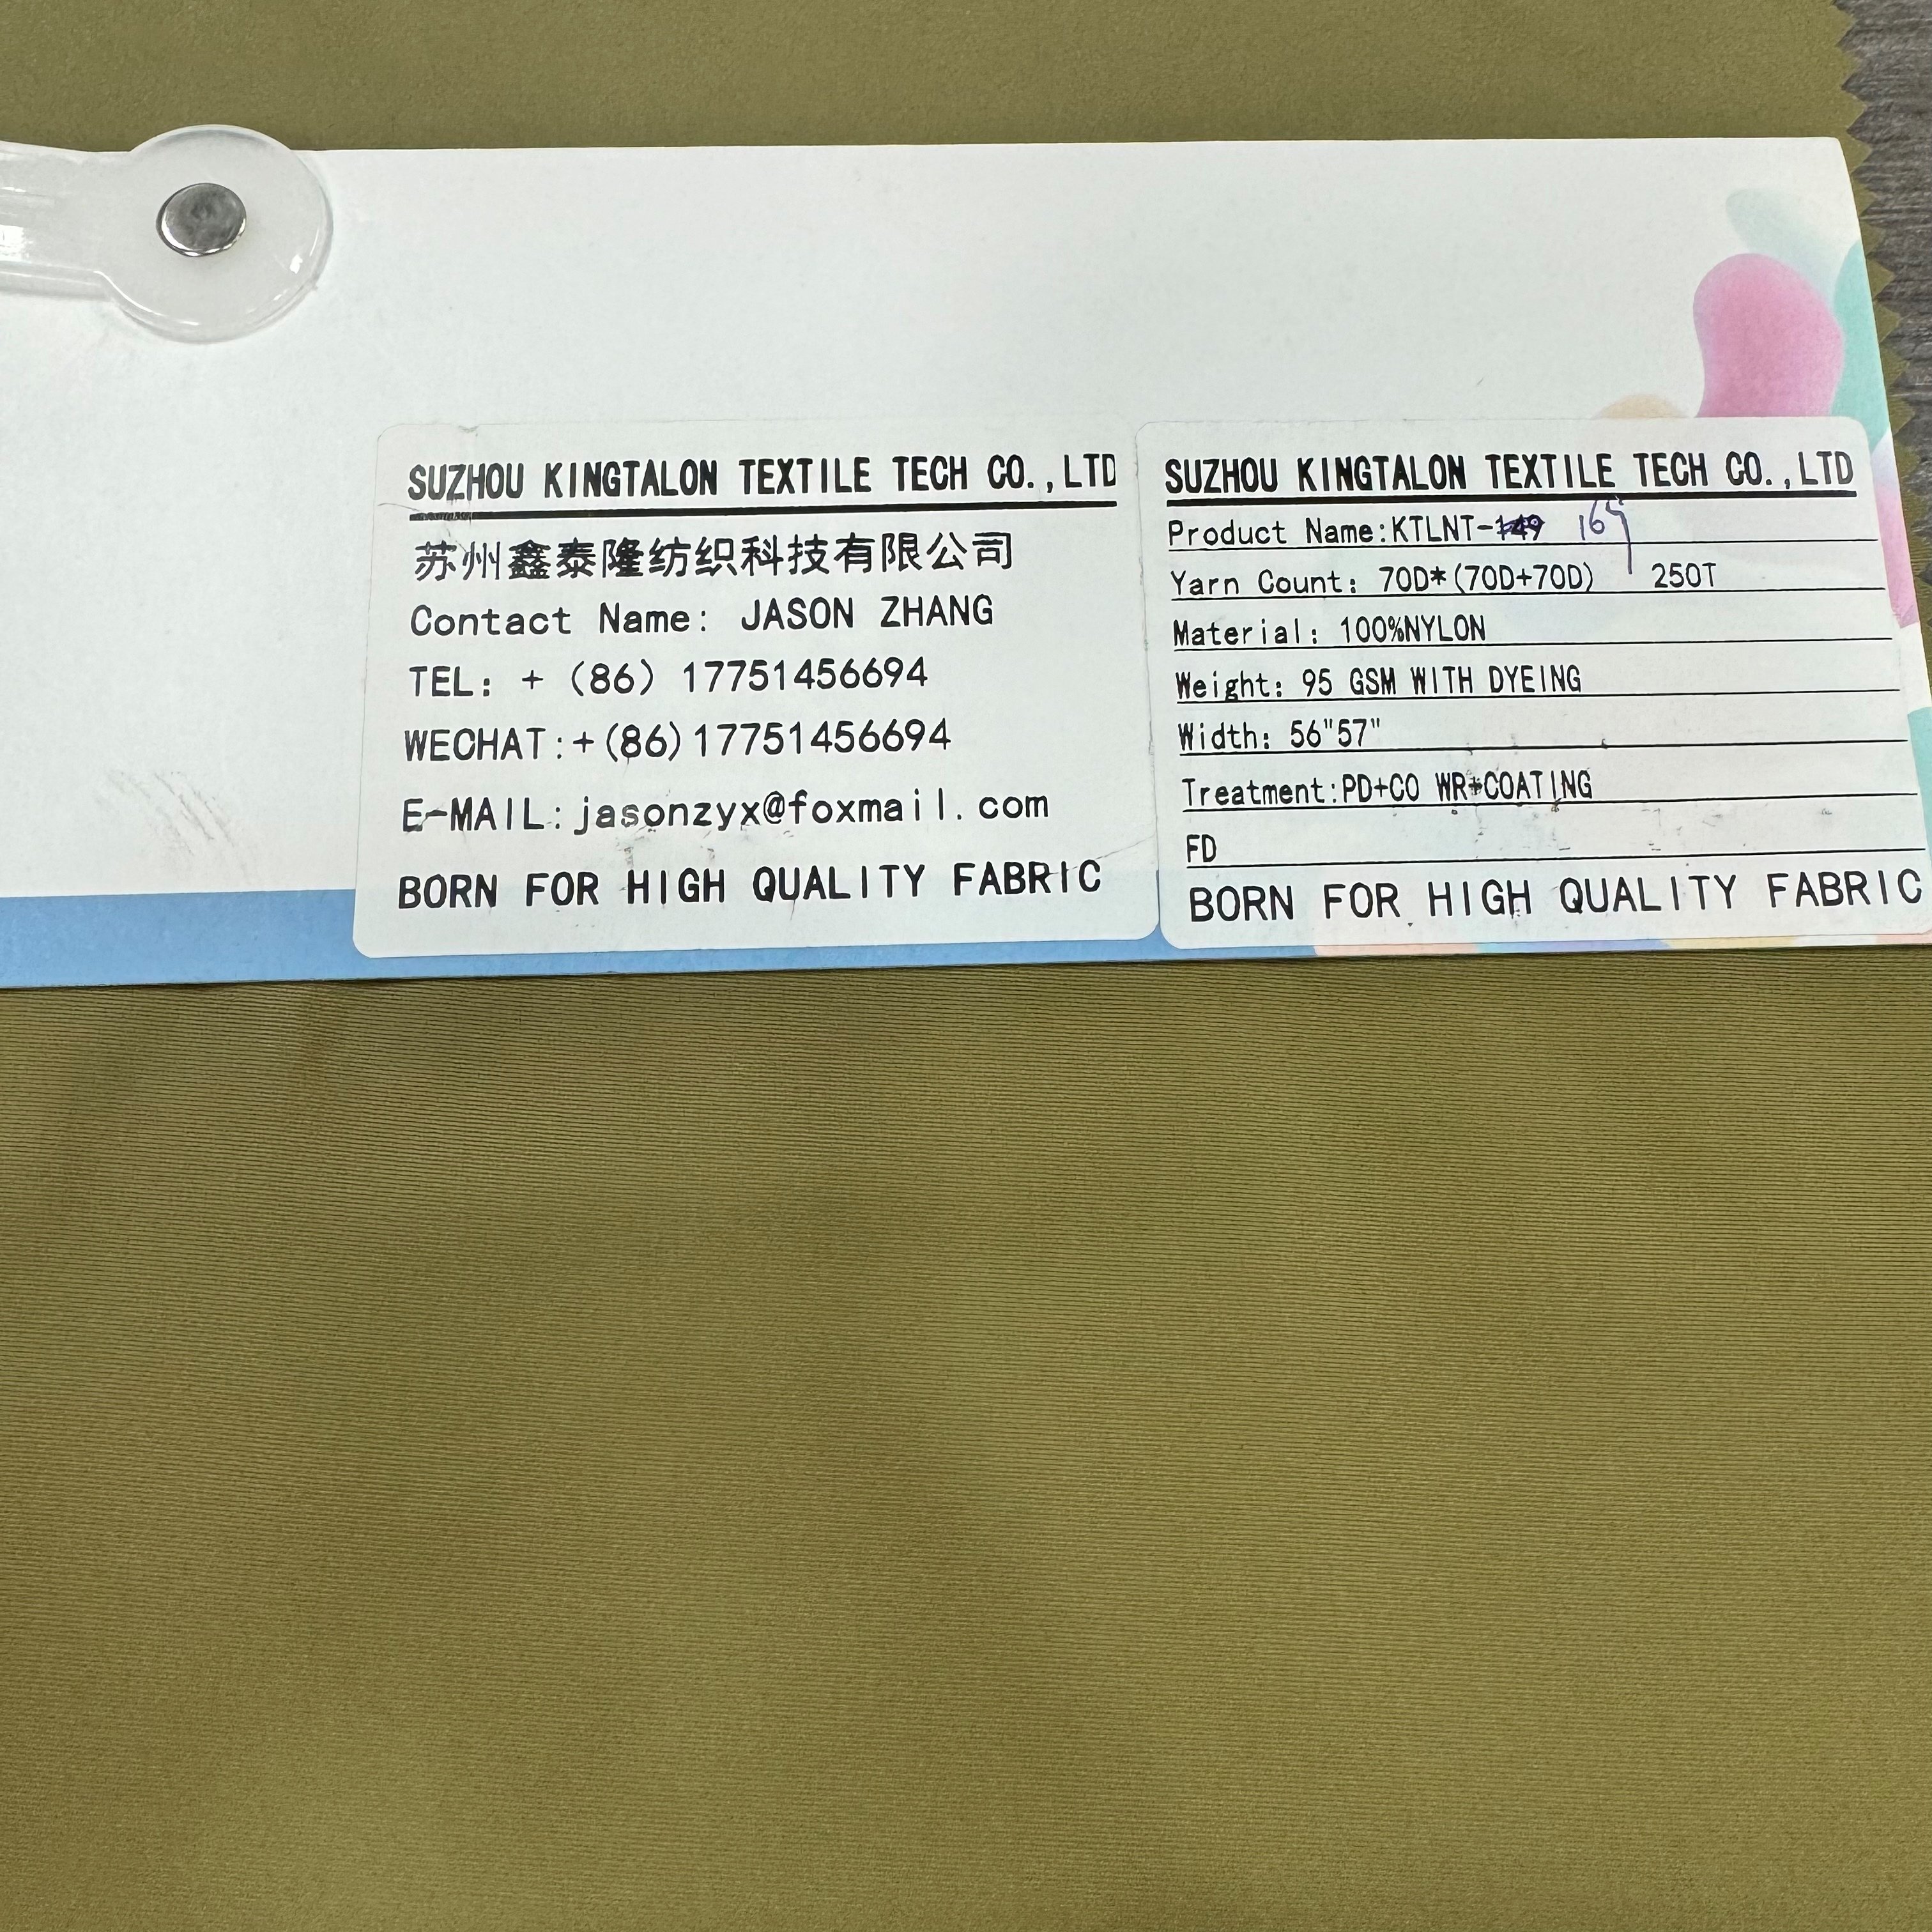 SUZHOU KINGTALON TEXTILE TECH CO.,LTD
苏州鑫泰隆纺织科技有限公司
Contact Name: JASON ZHANG
TEL: + (86) 17751456694
WECHAT:+(86)17751456694
E-MAIL:jasonzyx@foxmail.com
BORN FOR HIGH QUALITY FABRIC
SUZHOU KINGTALON TEXTILE TECH CO.,LTD
Product Name:KTLNT-149
Yarn Count: 70D*(70D+70D) 250T
Material: 100%NYLON
Weight: 95 GSM WITH DYEING
Width: 56"57"
Treatment:PD+CO WR+COATING
FD
BORN FOR HIGH QUALITY FABRIC